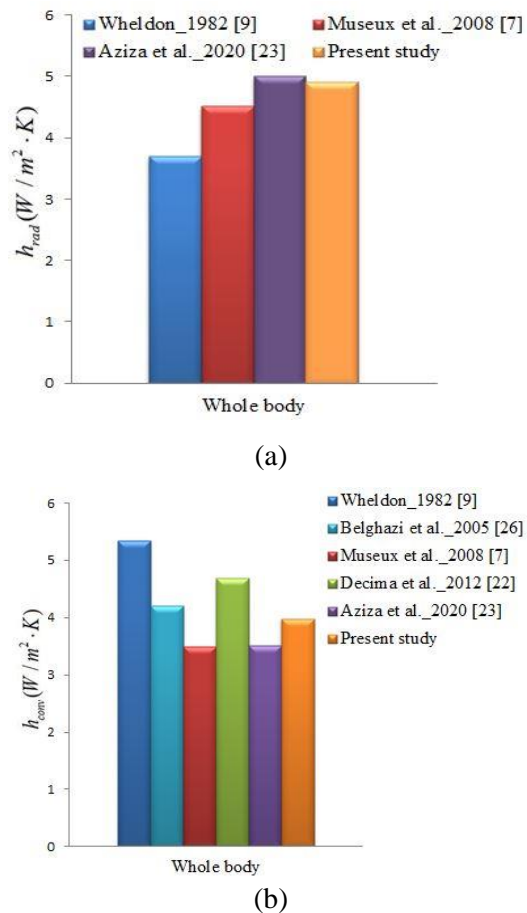 Wheldon_1982 [9] Museux et al._2008 [7]
Aziza et al._2020 [23] Present study
6
5
4
3
2
1
0
h_rad (W / m² · K)
Whole body
(a)
Wheldon_1982 [9]
Belghazi et al._2005 [26]
Museux et al._2008 [7]
Decima et al._2012 [22]
Aziza et al._2020 [23]
Present study
6
5
4
3
2
1
0
h_conv (W / m² · K)
Whole body
(b)